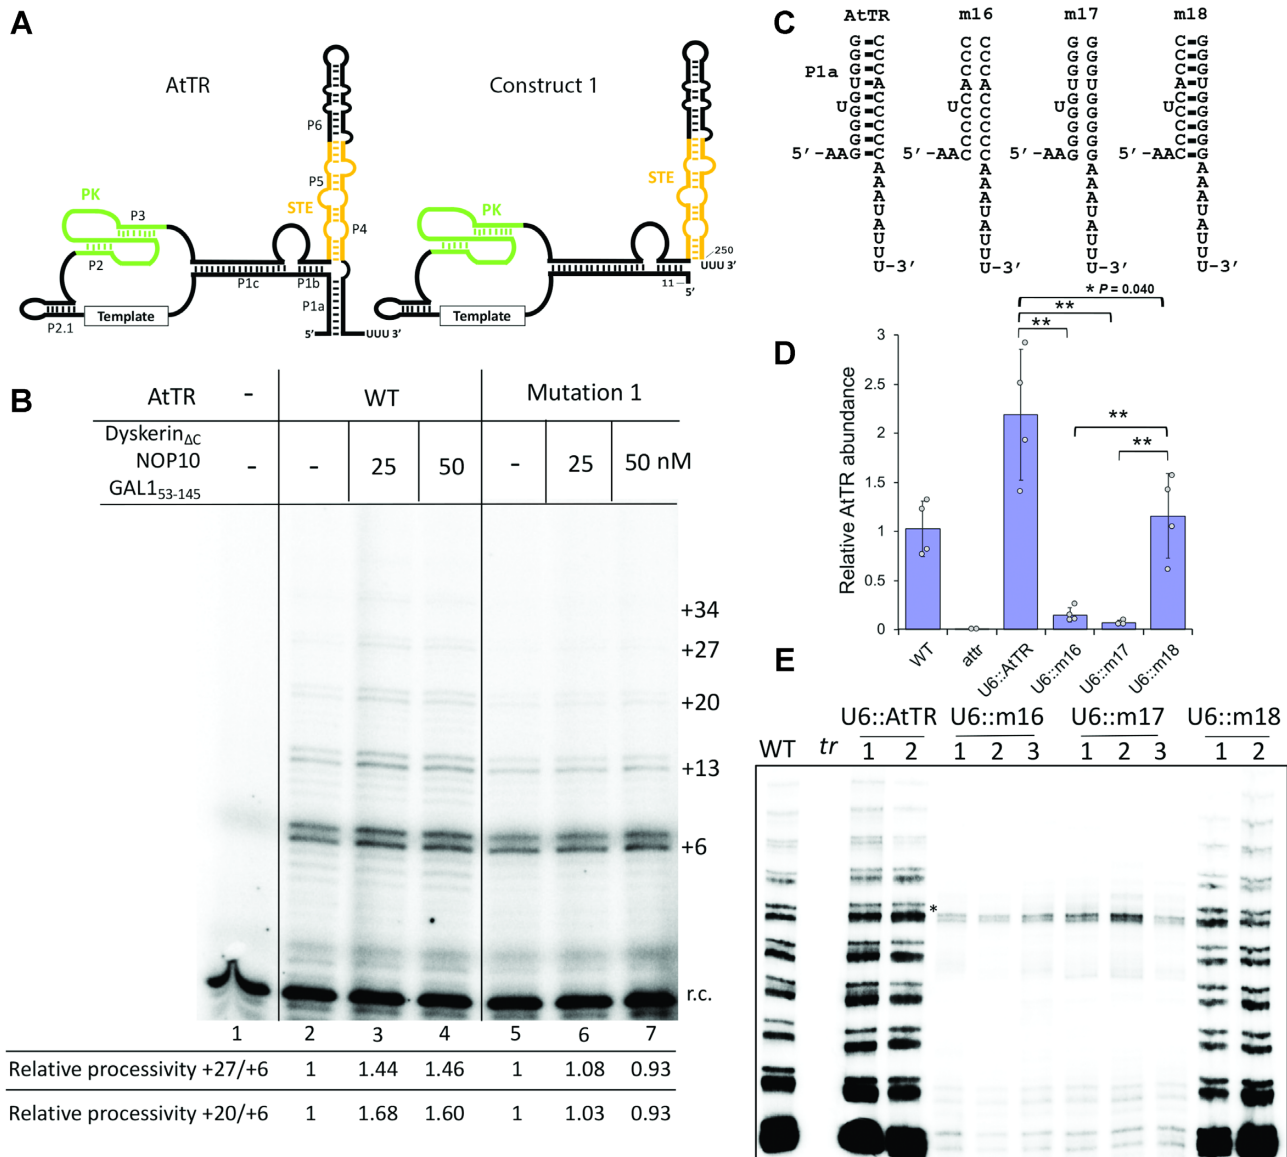 A
AtTR
Construct 1
P6
P5
STE
P4
PK
P3
P2
P1c
P1b
P1a
P2.1
Template
5′
UUU 3′
STE
PK
250
UUU 3′
11
5′
Template
B
AtTR - WT Mutation 1
DyskerinΔC
NOP10
GAL1 53-145
- - 25 50 - 25 50 nM
+34
+27
+20
+13
+6
r.c.
1 2 3 4 5 6 7
Relative processivity +27/+6 1 1.44 1.46 1 1.08 0.93
Relative processivity +20/+6 1 1.68 1.60 1 1.03 0.93
C
AtTR m16 m17 m18
G C C C G G C G
G C C C G G C G
G C C C G G C G
P1a
U A A A U U A U
G C C C G G C G
U G C U C C U G G U C G
G C C C G G C G
G C C C G G C G
5′-AAG C 5′-AAC C 5′-AAG G 5′-AAC G
A A A A
A A A A
A A A A
U U U U
A A A A
U U U U
U U U U
U-3′ U-3′ U-3′ U-3′
D
* P = 0.040
**
**
**
**
Relative AtTR abundance
3
2.5
2
1.5
1
0.5
0
WT
attr
U6::AtTR
U6::m16
U6::m17
U6::m18
E
U6::AtTR U6::m16 U6::m17 U6::m18
WT tr 1 2 1 2 3 1 2 3 1 2
*